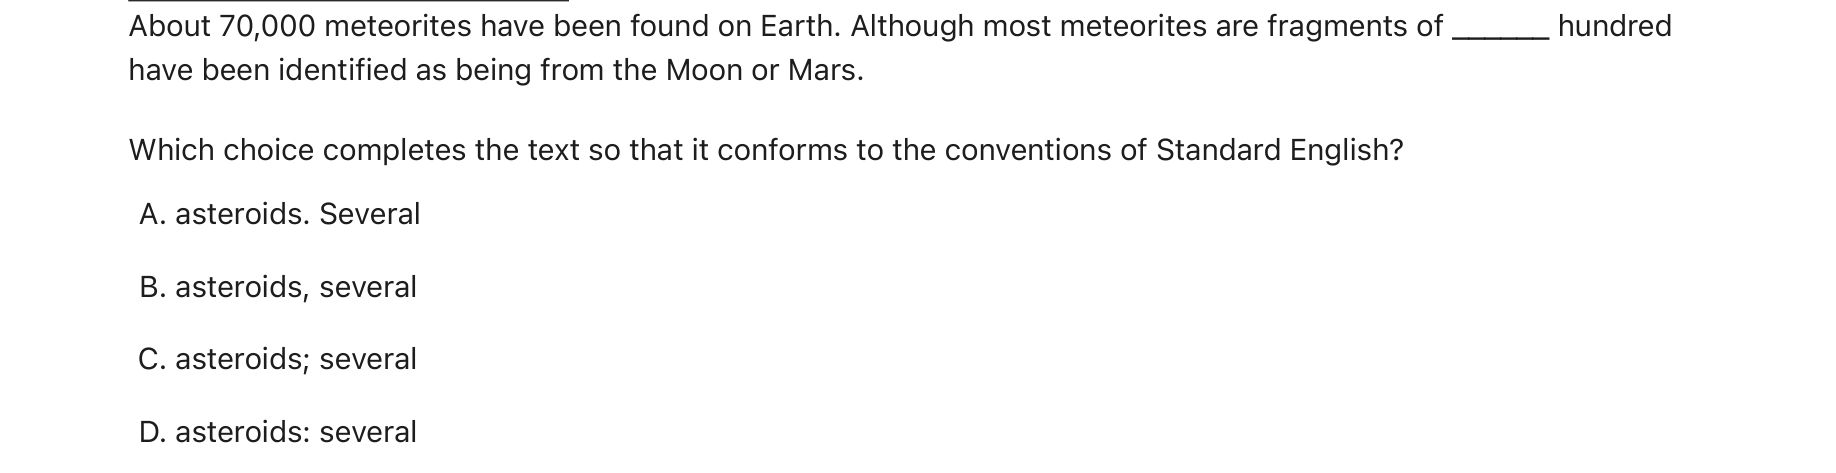 About 70,000 meteorites have been found on Earth. Although most meteorites are fragments of ______ hundred
have been identified as being from the Moon or Mars.
Which choice completes the text so that it conforms to the conventions of Standard English?
A. asteroids. Several
B. asteroids, several
C. asteroids; several
D. asteroids: several